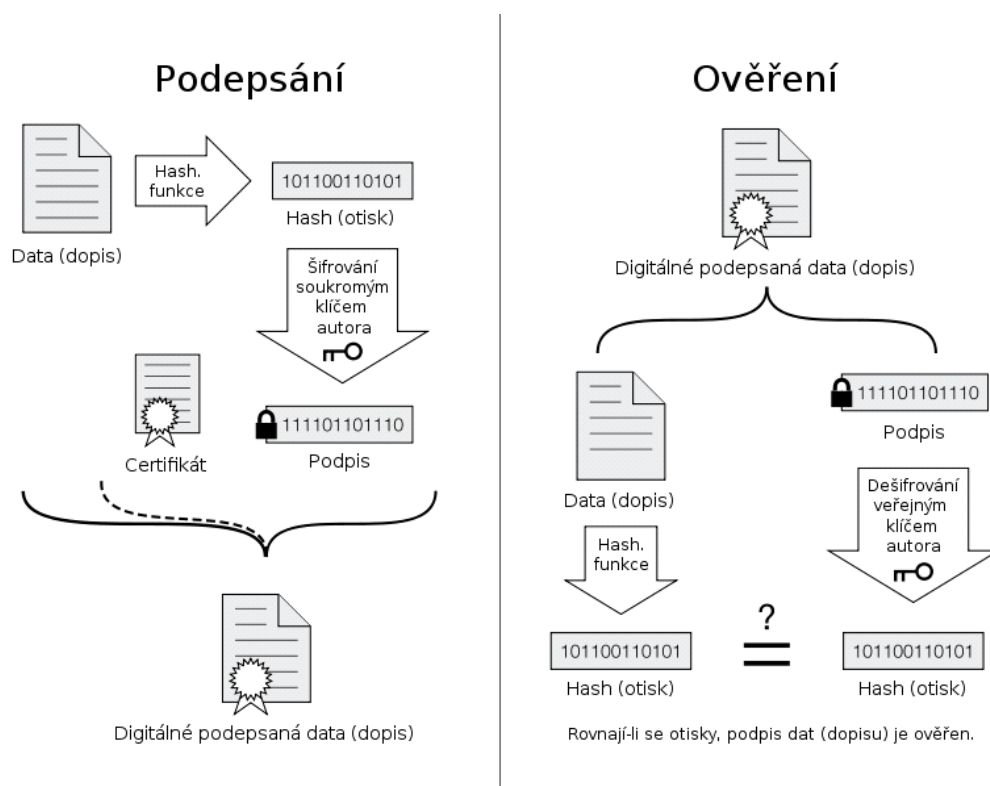 Podepsání
Hash.
funkce
101100110101
Hash (otisk)
Data (dopis)
Šifrování
soukromým
klíčem
autora
111101101110
Certifikát
Podpis
Digitálné podepsaná data (dopis)
Ověření
Digitálné podepsaná data (dopis)
111101101110
Podpis
Data (dopis)
Dešifrování
veřejným
klíčem
autora
Hash.
funkce
?
101100110101
=
101100110101
Hash (otisk)
Hash (otisk)
Rovnají-li se otisky, podpis dat (dopisu) je ověřen.